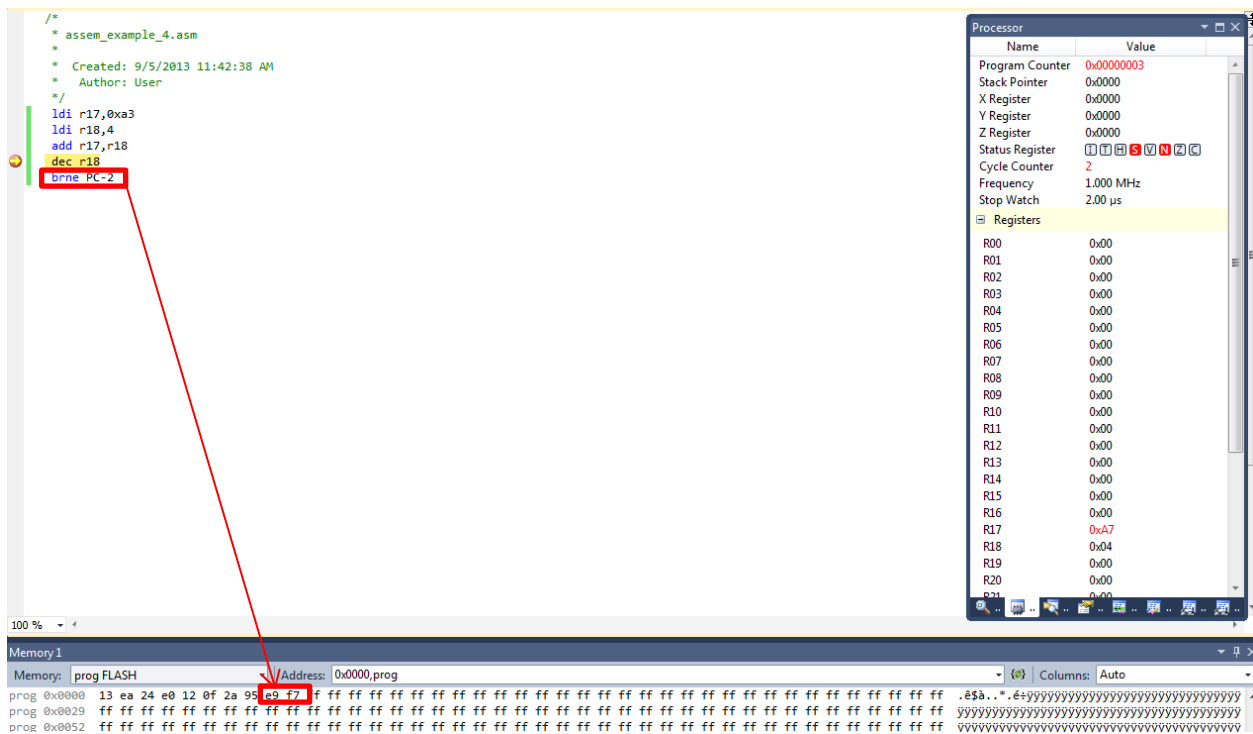 /*
* assem_example_4.asm
*
* Created: 9/5/2013 11:42:38 AM
* Author: User
*/
ldi r17,0xa3
ldi r18,4
add r17,r18
dec r18
brne PC-2
Processor
Name Value
Program Counter 0x00000003
Stack Pointer 0x0000
X Register 0x0000
Y Register 0x0000
Z Register 0x0000
Status Register I T H S V N Z C
Cycle Counter 2
Frequency 1.000 MHz
Stop Watch 2.00 µs
Registers
R00 0x00
R01 0x00
R02 0x00
R03 0x00
R04 0x00
R05 0x00
R06 0x00
R07 0x00
R08 0x00
R09 0x00
R10 0x00
R11 0x00
R12 0x00
R13 0x00
R14 0x00
R15 0x00
R16 0x00
R17 0xA7
R18 0x04
R19 0x00
R20 0x00
R21 0x00
100 %
Memory 1
Memory: prog FLASH Address: 0x0000,prog Columns: Auto
prog 0x0000 13 ea 24 e0 12 0f 2a 95 e9 f7 ff ff ff ff ff ff ff ff ff ff ff ff ff ff ff ff ff ff ff ff ff ff ff ff ff ff ff ff ff ff ff .ê$à..*.é÷ÿÿÿÿÿÿÿÿÿÿÿÿÿÿÿÿÿÿÿÿÿÿÿÿÿÿÿÿÿÿÿ
prog 0x0029 ff ff ff ff ff ff ff ff ff ff ff ff ff ff ff ff ff ff ff ff ff ff ff ff ff ff ff ff ff ff ff ff ff ff ff ff ff ff ff ff ff ÿÿÿÿÿÿÿÿÿÿÿÿÿÿÿÿÿÿÿÿÿÿÿÿÿÿÿÿÿÿÿÿÿÿÿÿÿÿÿÿÿ
prog 0x0052 ff ff ff ff ff ff ff ff ff ff ff ff ff ff ff ff ff ff ff ff ff ff ff ff ff ff ff ff ff ff ff ff ff ff ff ff ff ff ff ff ff ÿÿÿÿÿÿÿÿÿÿÿÿÿÿÿÿÿÿÿÿÿÿÿÿÿÿÿÿÿÿÿÿÿÿÿÿÿÿÿÿÿ